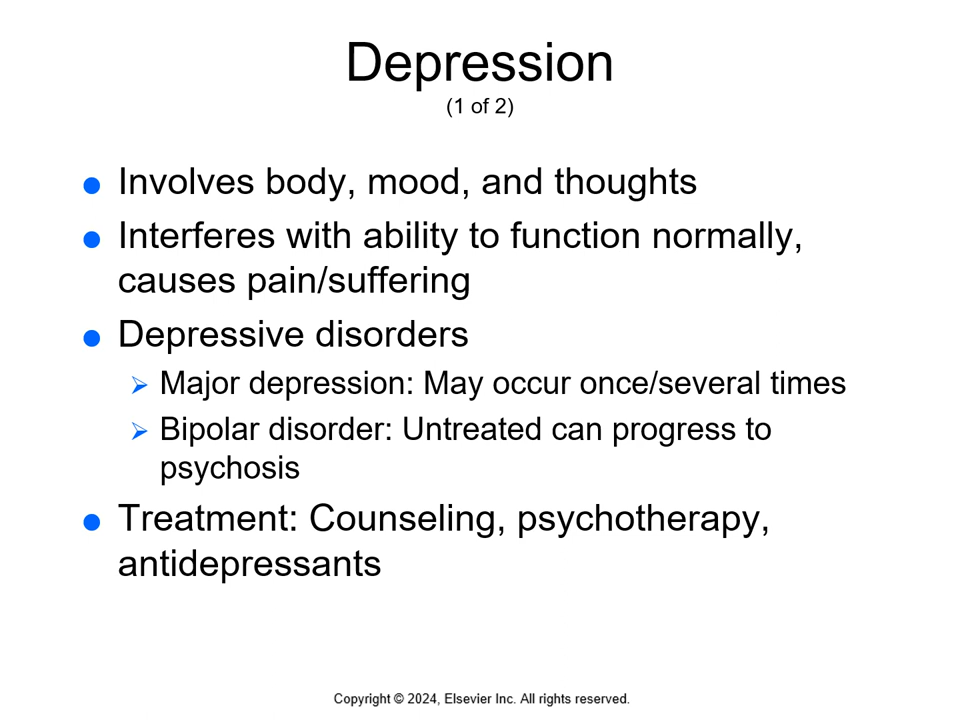 Depression
(1 of 2)
● Involves body, mood, and thoughts
● Interferes with ability to function normally,
causes pain/suffering
● Depressive disorders
➢ Major depression: May occur once/several times
➢ Bipolar disorder: Untreated can progress to
psychosis
● Treatment: Counseling, psychotherapy,
antidepressants
Copyright © 2024, Elsevier Inc. All rights reserved.